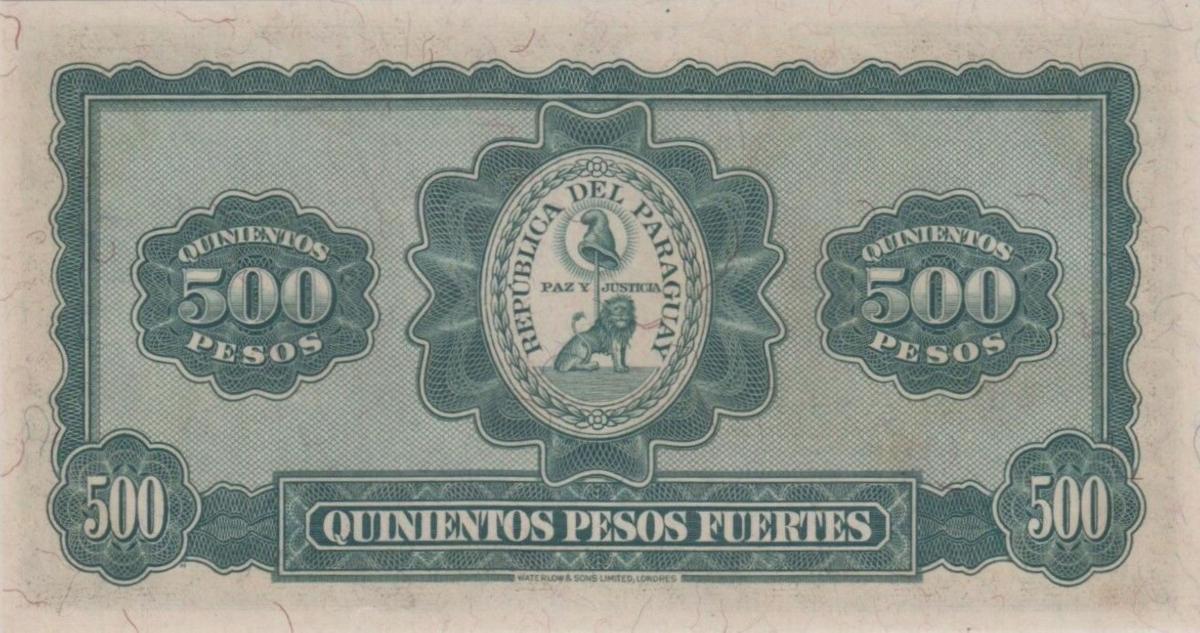 REPÚBLICA DEL PARAGUAY
PAZ Y JUSTICIA
QUINIENTOS
500
PESOS
QUINIENTOS
500
PESOS
500
QUINIENTOS PESOS FUERTES
500
WATERLOW & SONS LIMITED, LONDRES